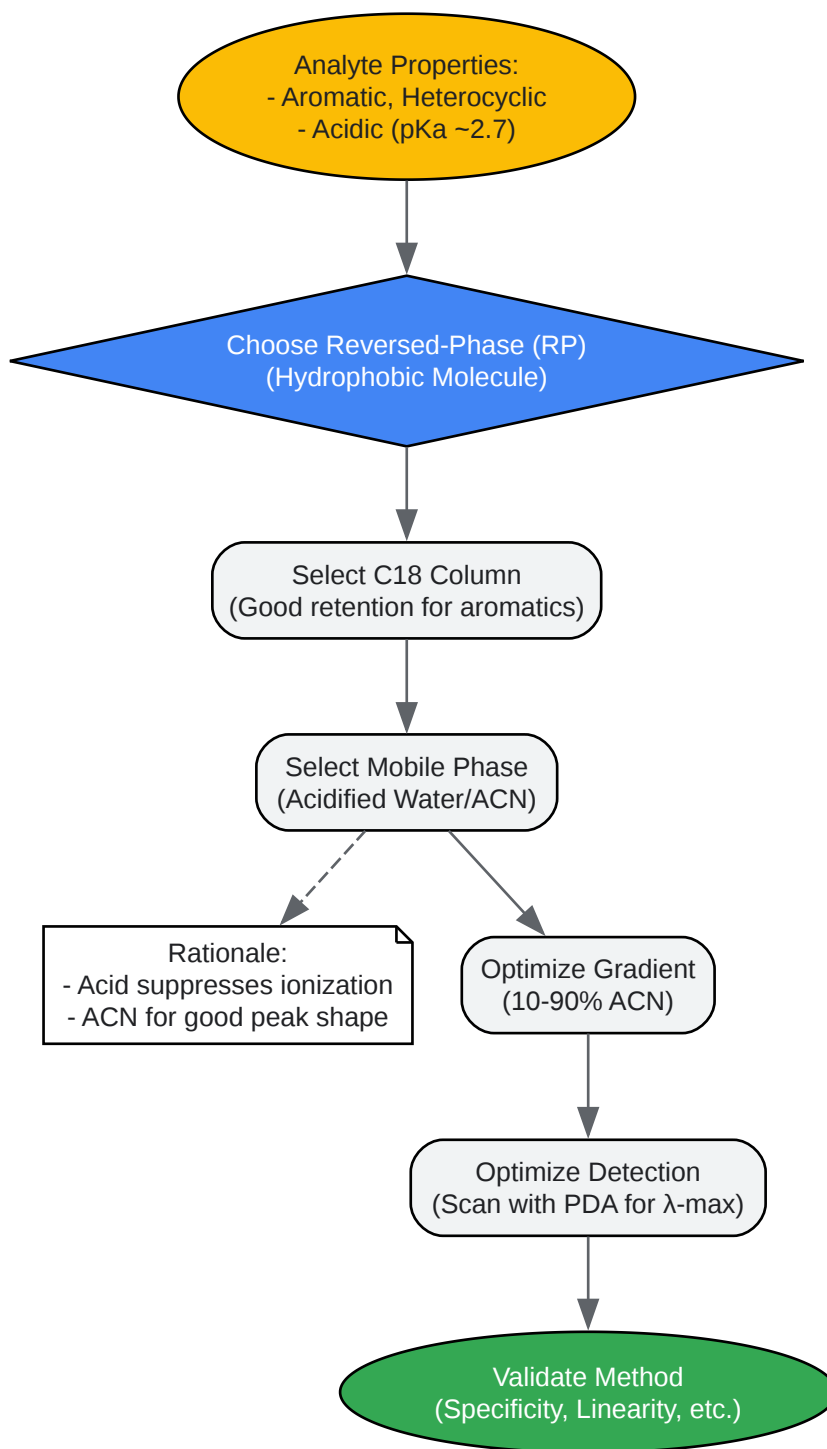 Analyte Properties:
- Aromatic, Heterocyclic
- Acidic (pKa ~2.7)
Choose Reversed-Phase (RP)
(Hydrophobic Molecule)
Select C18 Column
(Good retention for aromatics)
Select Mobile Phase
(Acidified Water/ACN)
Rationale:
- Acid suppresses ionization
- ACN for good peak shape
Optimize Gradient
(10-90% ACN)
Optimize Detection
(Scan with PDA for λ-max)
Validate Method
(Specificity, Linearity, etc.)